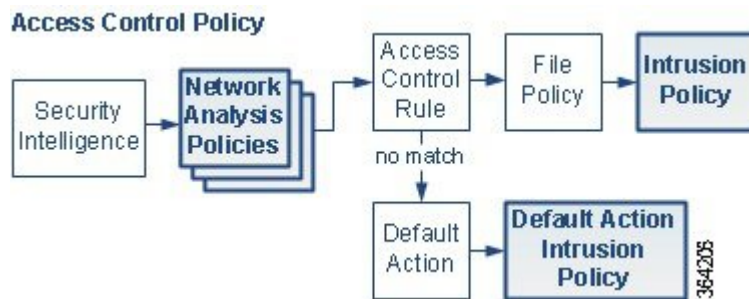 Access Control Policy
Security
Intelligence
Network
Analysis
Policies
Access
Control
Rule
File
Policy
Intrusion
Policy
no match
Default
Action
Default Action
Intrusion
Policy
364206